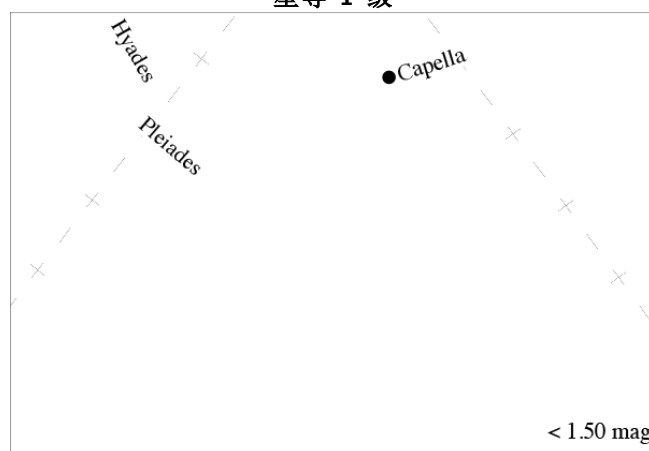 星等 1 级
Hyades
Capella
Pleiades
< 1.50 mag